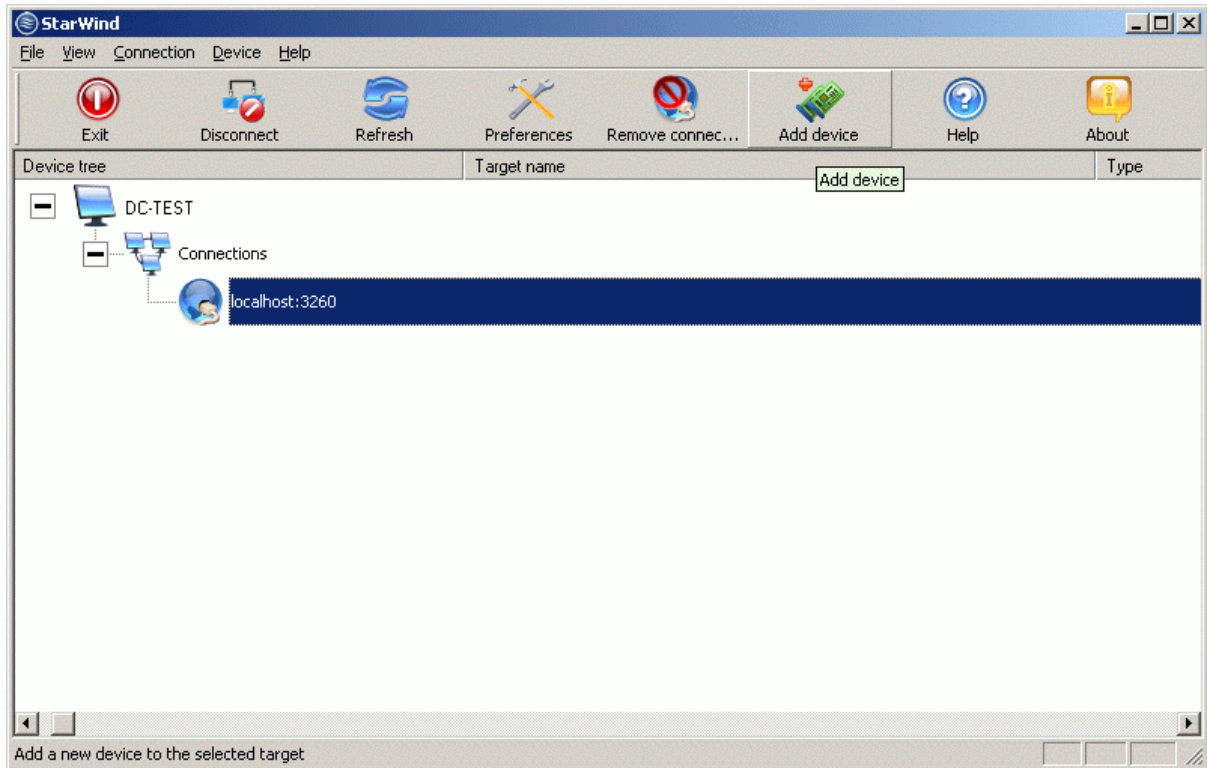 StarWind
File View Connection Device Help
Exit Disconnect Refresh Preferences Remove connec... Add device Help About
Device tree Target name Type
Add device
DC-TEST
Connections
localhost:3260
Add a new device to the selected target